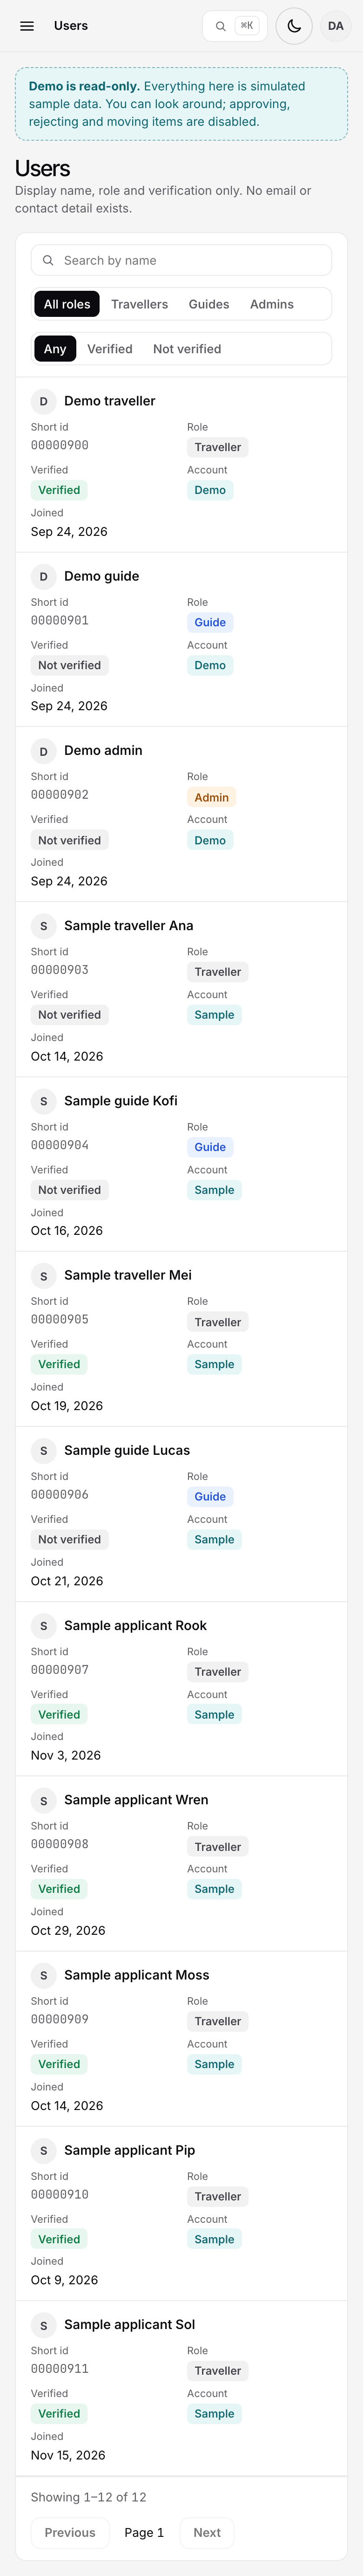 Users
⌘K
DA
Demo is read-only. Everything here is simulated
sample data. You can look around; approving,
rejecting and moving items are disabled.
Users
Display name, role and verification only. No email or
contact detail exists.
Search by name
All roles Travellers Guides Admins
Any Verified Not verified
D Demo traveller
Short id Role
00000900 Traveller
Verified Account
Verified Demo
Joined
Sep 24, 2026
D Demo guide
Short id Role
00000901 Guide
Verified Account
Not verified Demo
Joined
Sep 24, 2026
D Demo admin
Short id Role
00000902 Admin
Verified Account
Not verified Demo
Joined
Sep 24, 2026
S Sample traveller Ana
Short id Role
00000903 Traveller
Verified Account
Not verified Sample
Joined
Oct 14, 2026
S Sample guide Kofi
Short id Role
00000904 Guide
Verified Account
Not verified Sample
Joined
Oct 16, 2026
S Sample traveller Mei
Short id Role
00000905 Traveller
Verified Account
Verified Sample
Joined
Oct 19, 2026
S Sample guide Lucas
Short id Role
00000906 Guide
Verified Account
Not verified Sample
Joined
Oct 21, 2026
S Sample applicant Rook
Short id Role
00000907 Traveller
Verified Account
Verified Sample
Joined
Nov 3, 2026
S Sample applicant Wren
Short id Role
00000908 Traveller
Verified Account
Verified Sample
Joined
Oct 29, 2026
S Sample applicant Moss
Short id Role
00000909 Traveller
Verified Account
Verified Sample
Joined
Oct 14, 2026
S Sample applicant Pip
Short id Role
00000910 Traveller
Verified Account
Verified Sample
Joined
Oct 9, 2026
S Sample applicant Sol
Short id Role
00000911 Traveller
Verified Account
Verified Sample
Joined
Nov 15, 2026
Showing 1–12 of 12
Previous Page 1 Next